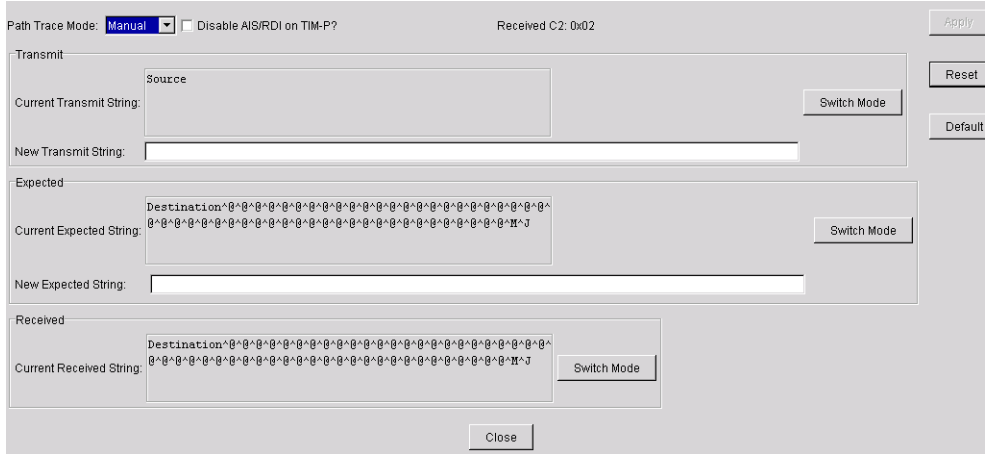 Path Trace Mode: Manual Disable AIS/RDI on TIM-P? Received C2: 0x02 Apply
Transmit
Source
Reset
Current Transmit String: Switch Mode
Default
New Transmit String:
Expected
Destination^@^@^@^@^@^@^@^@^@^@^@^@^@^@^@^@^@^@^@^@^@^@^@^@^
Current Expected String: @^@^@^@^@^@^@^@^@^@^@^@^@^@^@^@^@^@^@^@^@^@^@^@^@^@^@^M^J Switch Mode
New Expected String:
Received
Destination^@^@^@^@^@^@^@^@^@^@^@^@^@^@^@^@^@^@^@^@^@^@^@^@^
Current Received String: @^@^@^@^@^@^@^@^@^@^@^@^@^@^@^@^@^@^@^@^@^@^@^@^@^@^@^M^J Switch Mode
Close